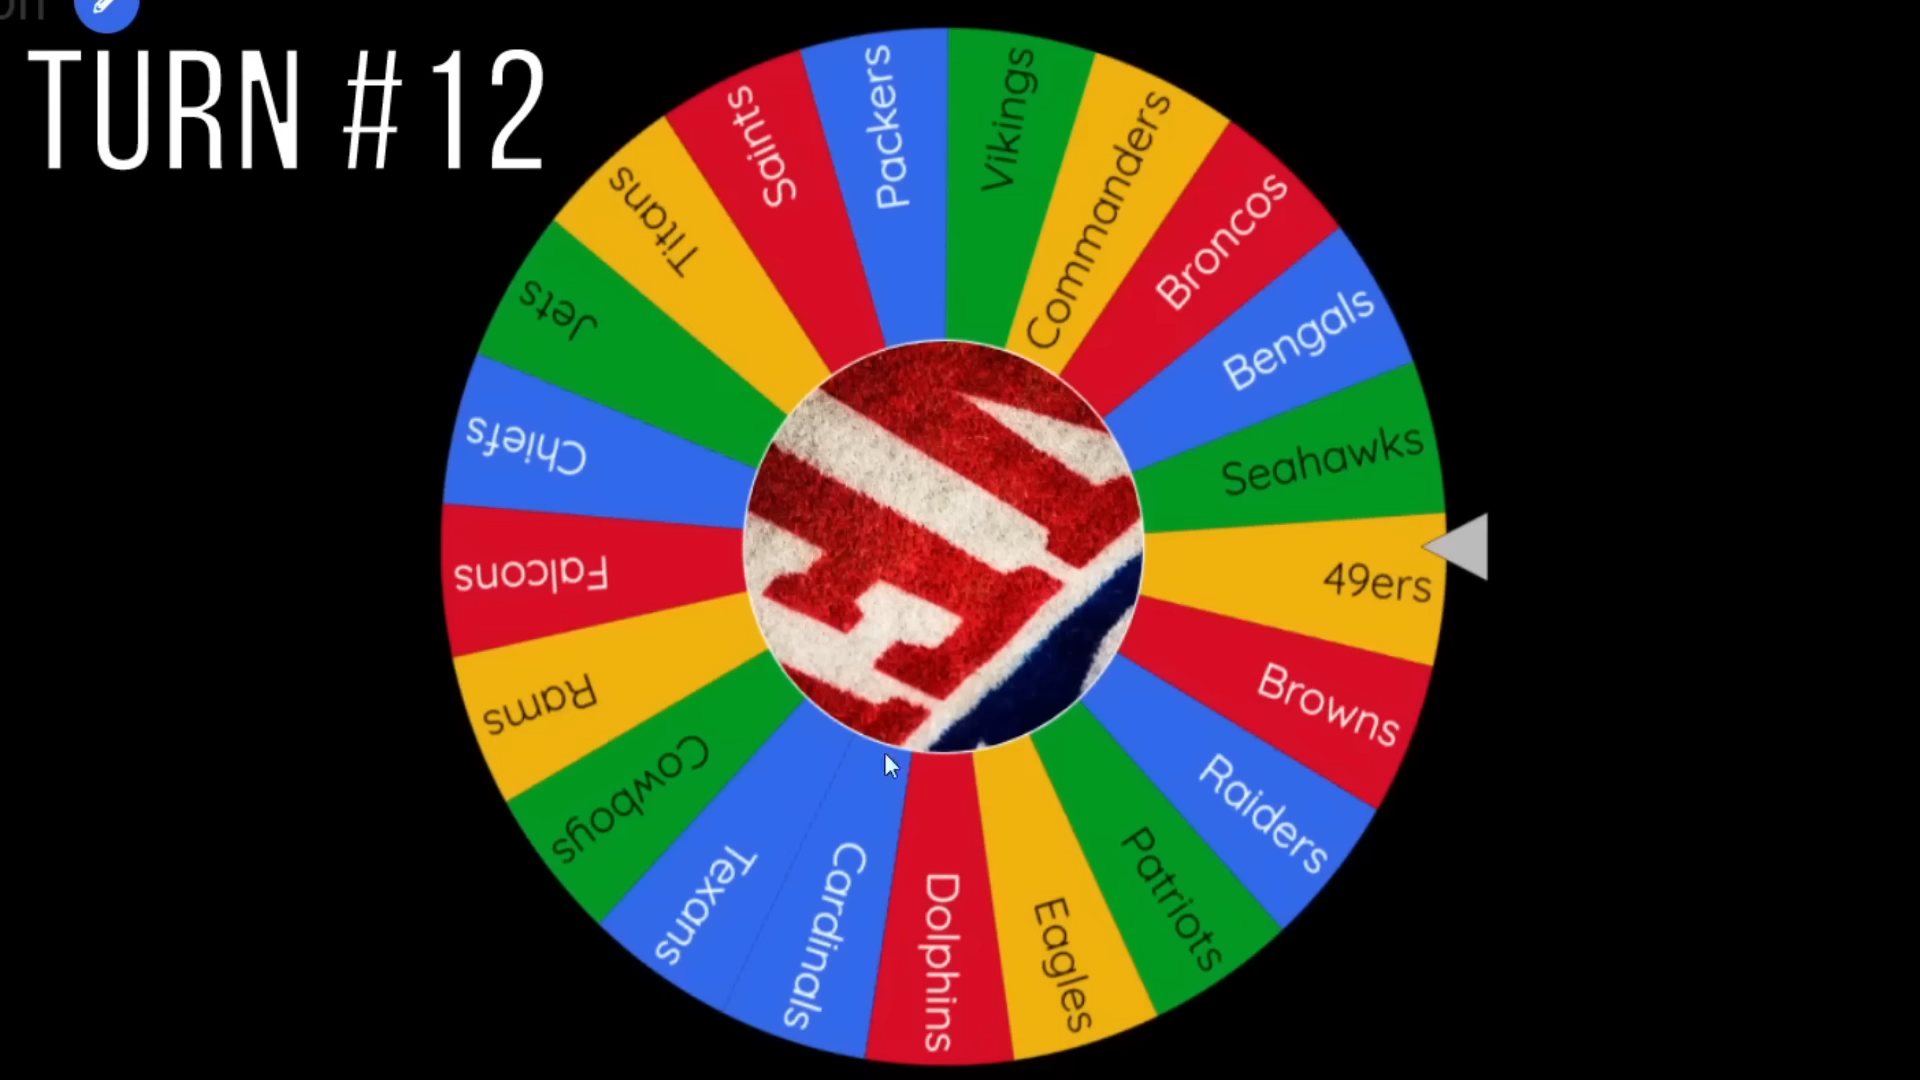 on
TURN #12
Packers
Vikings
Commanders
Broncos
Bengals
Seahawks
49ers
Browns
Raiders
Patriots
Eagles
Dolphins
Cardinals
Texans
Cowboys
Rams
Falcons
Chiefs
Jets
Titans
Saints